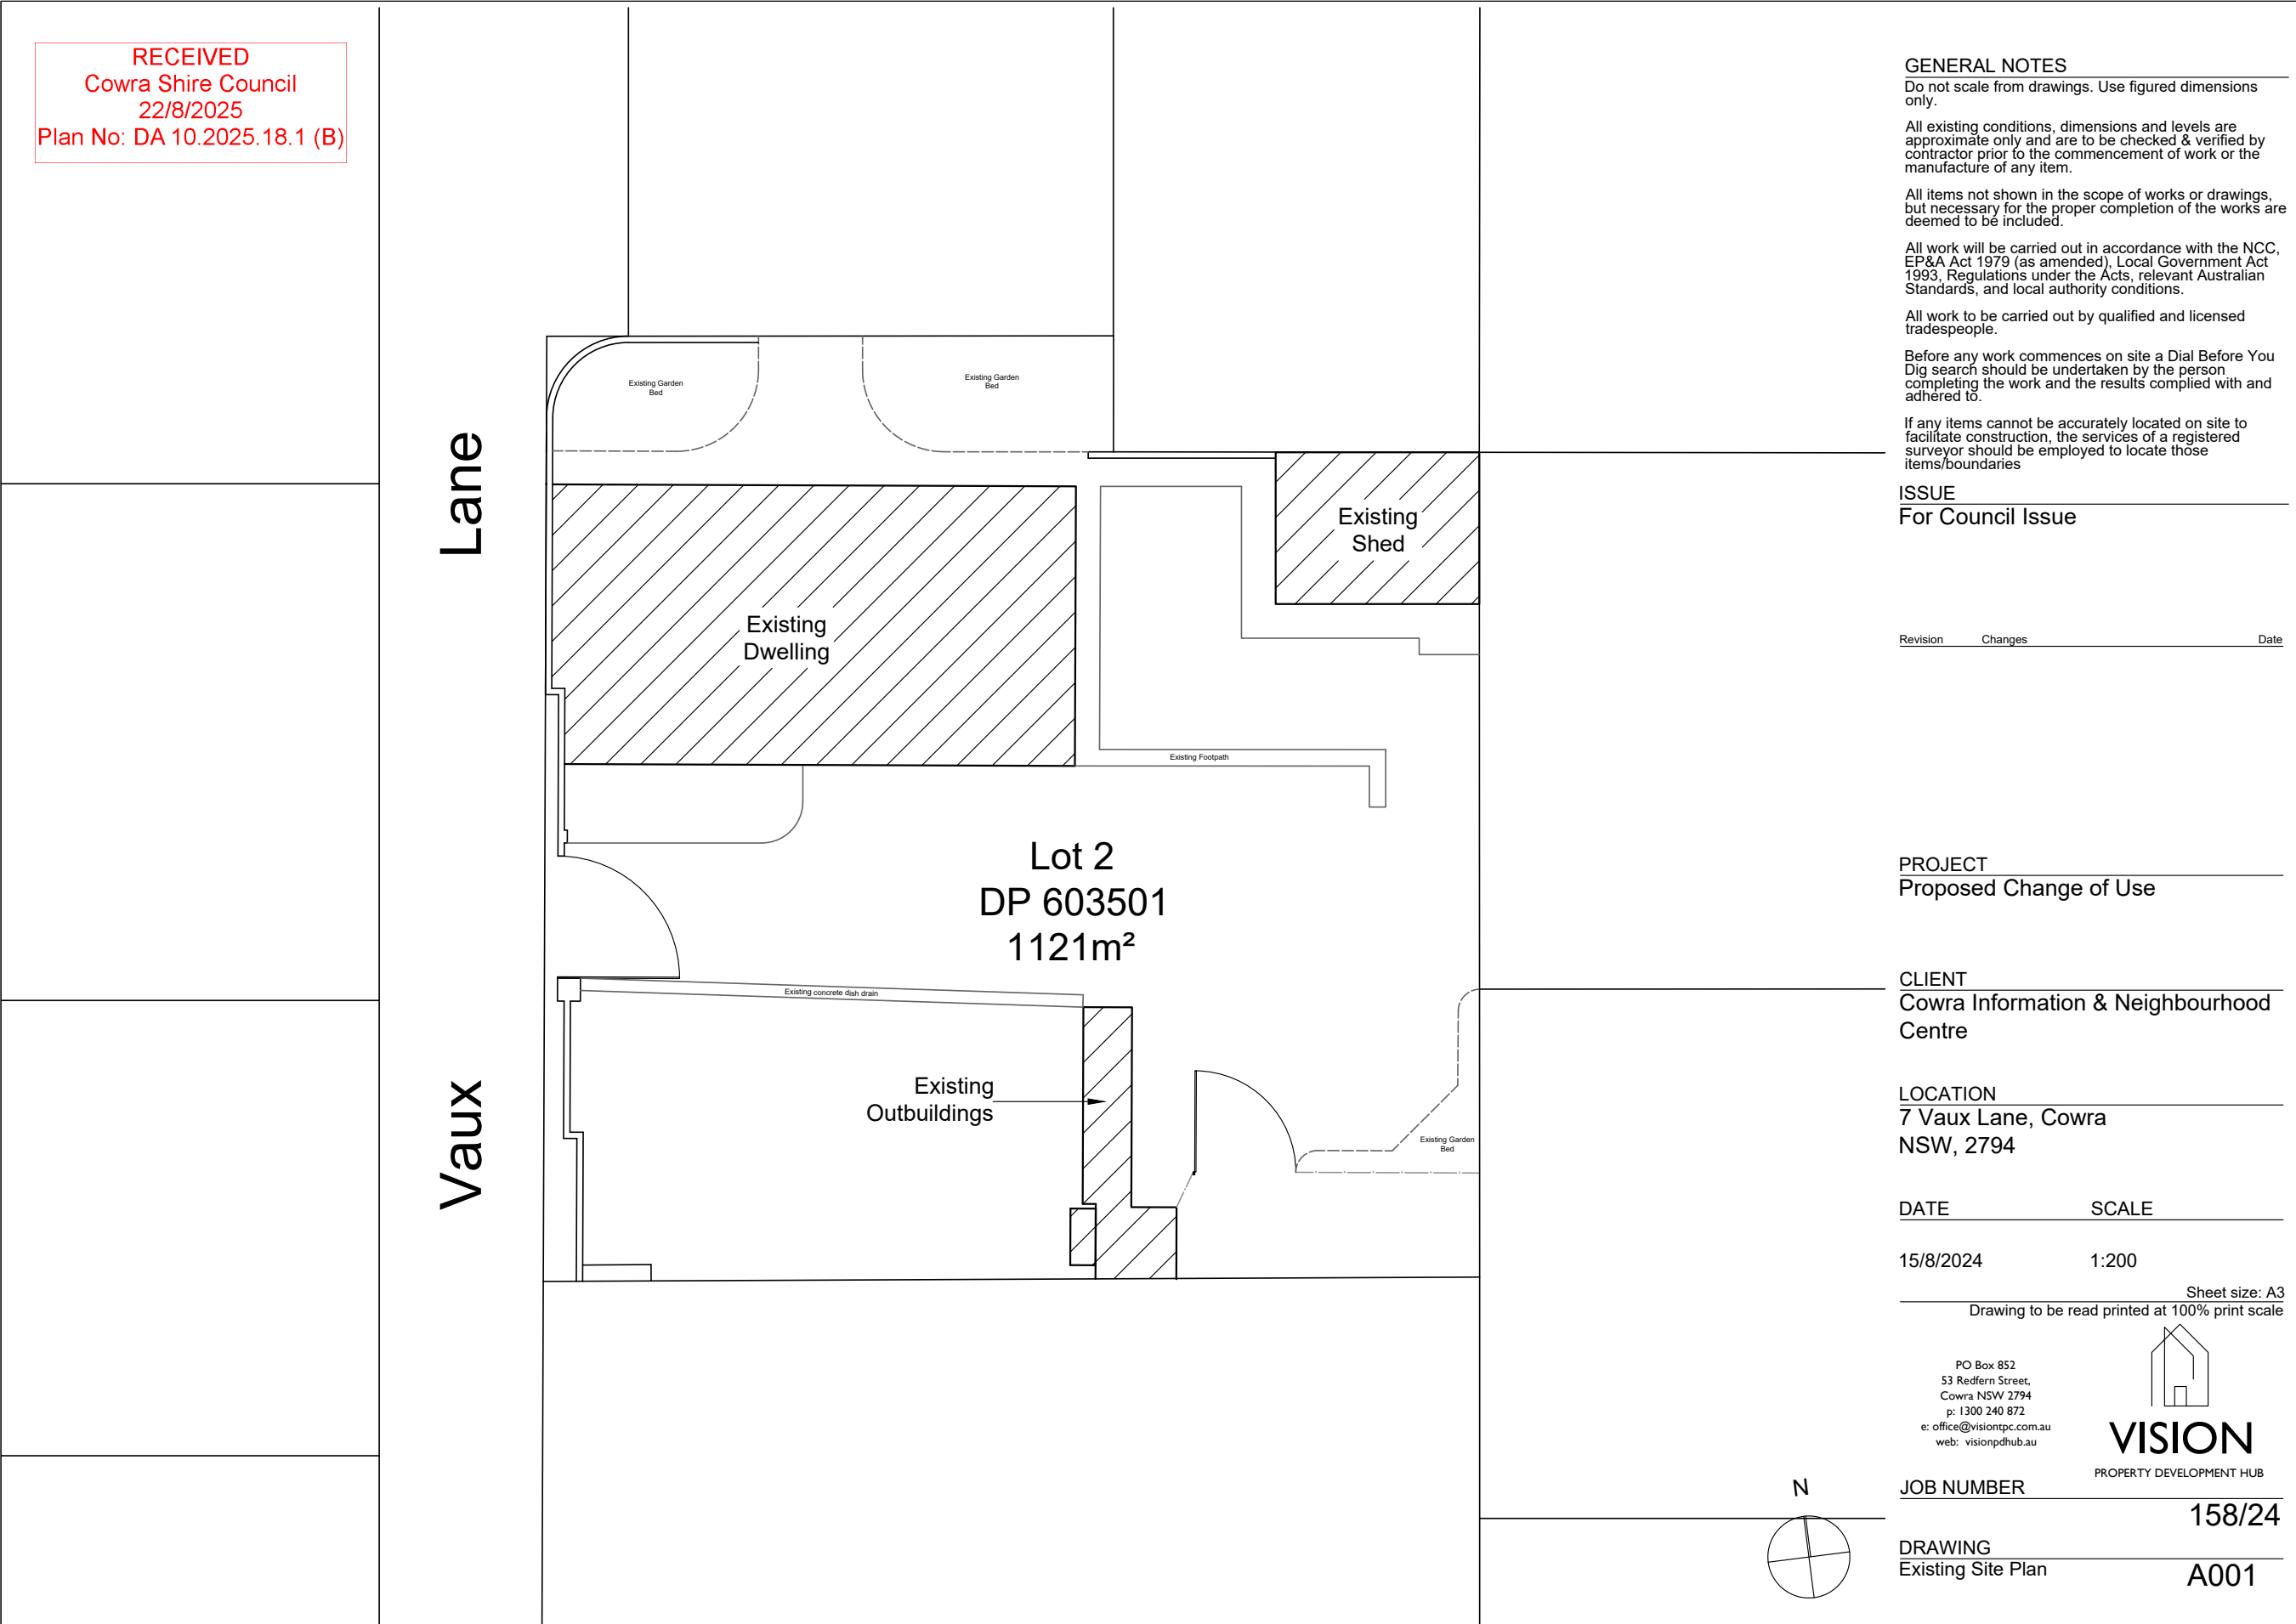 RECEIVED
Cowra Shire Council
22/8/2025
Plan No: DA 10.2025.18.1 (B)
Lane
Vaux
Existing Garden
Bed
Existing Garden
Bed
Existing
Shed
Existing
Dwelling
Existing Footpath
Lot 2
DP 603501
1121m²
Existing concrete dish drain
Existing
Outbuildings
Existing Garden
Bed
N
GENERAL NOTES
Do not scale from drawings. Use figured dimensions
only.
All existing conditions, dimensions and levels are
approximate only and are to be checked & verified by
contractor prior to the commencement of work or the
manufacture of any item.
All items not shown in the scope of works or drawings,
but necessary for the proper completion of the works are
deemed to be included.
All work will be carried out in accordance with the NCC,
EP&A Act 1979 (as amended), Local Government Act
1993, Regulations under the Acts, relevant Australian
Standards, and local authority conditions.
All work to be carried out by qualified and licensed
tradespeople.
Before any work commences on site a Dial Before You
Dig search should be undertaken by the person
completing the work and the results complied with and
adhered to.
If any items cannot be accurately located on site to
facilitate construction, the services of a registered
surveyor should be employed to locate those
items/boundaries
ISSUE
For Council Issue
Revision Changes Date
PROJECT
Proposed Change of Use
CLIENT
Cowra Information & Neighbourhood
Centre
LOCATION
7 Vaux Lane, Cowra
NSW, 2794
DATE SCALE
15/8/2024 1:200
Sheet size: A3
Drawing to be read printed at 100% print scale
PO Box 852
53 Redfern Street,
Cowra NSW 2794
p: 1300 240 872
e: office@visiontpc.com.au
web: visionpdhub.au
VISION
PROPERTY DEVELOPMENT HUB
JOB NUMBER
158/24
DRAWING
Existing Site Plan A001